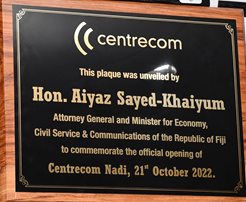 centrecom
This plaque was unveiled by
Hon. Aiyaz Sayed-Khaiyum
Attorney General and Minister for Economy,
Civil Service & Communications of the Republic of Fiji
to commemorate the official opening of
Centrecom Nadi, 21st October 2022.